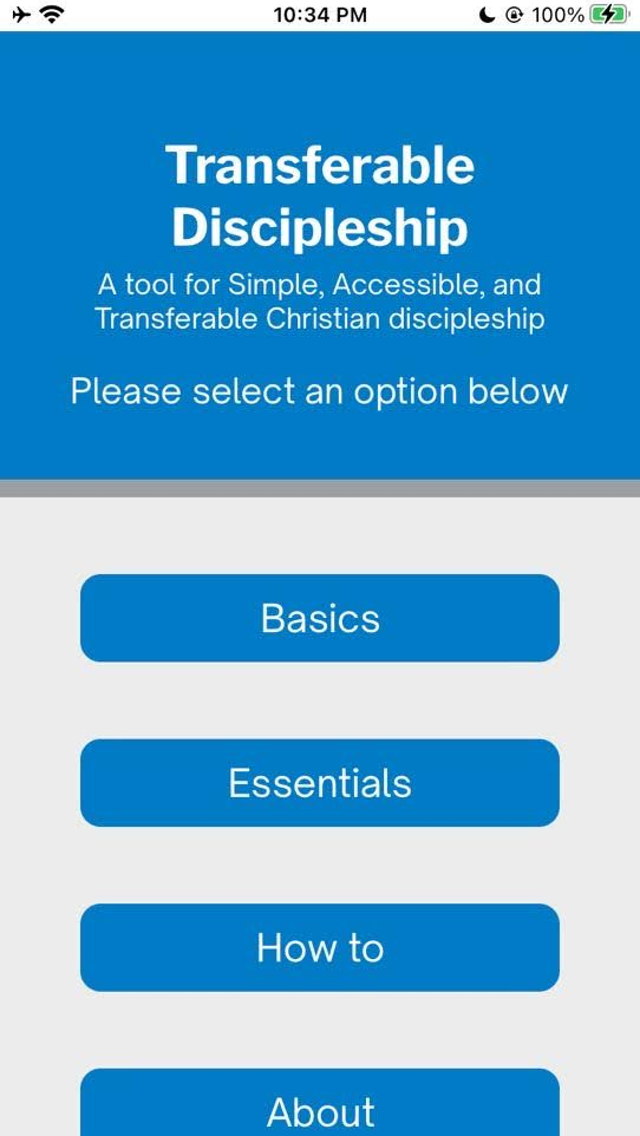 10:34 PM 100%
Transferable
Discipleship
A tool for Simple, Accessible, and
Transferable Christian discipleship
Please select an option below
Basics
Essentials
How to
About